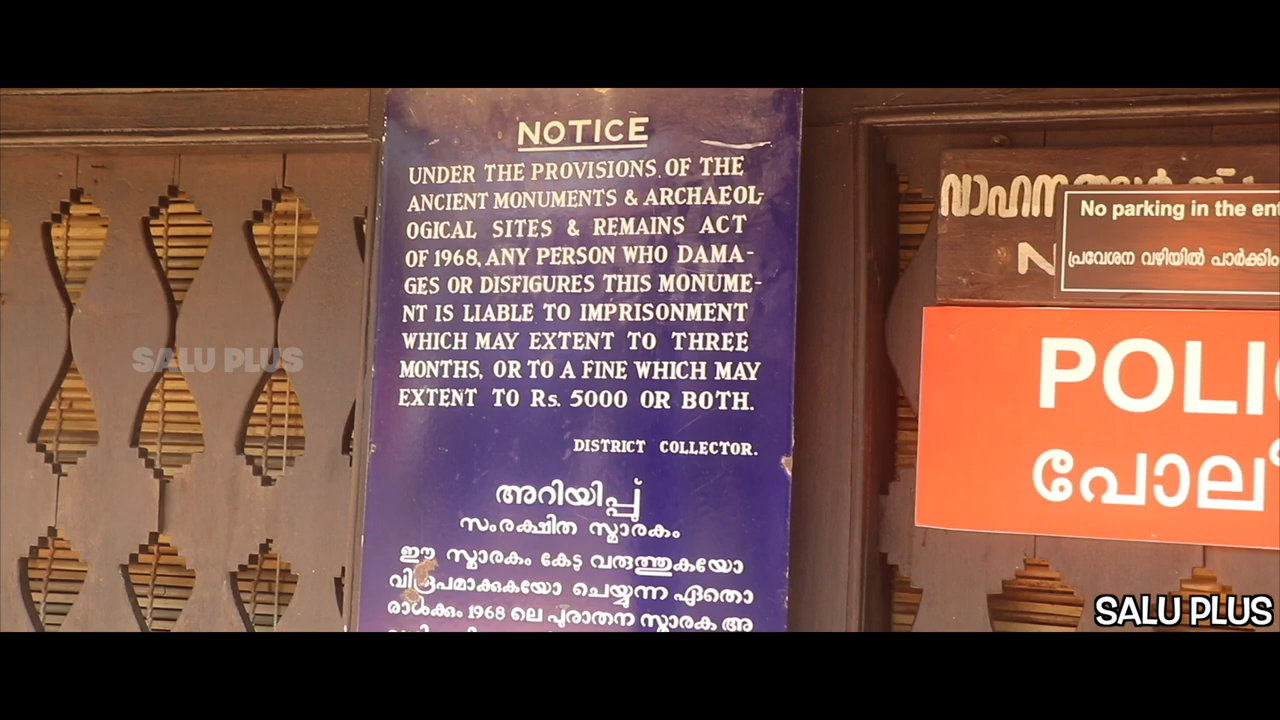 NOTICE
UNDER THE PROVISIONS OF THE
ANCIENT MONUMENTS & ARCHAEOL-
OGICAL SITES & REMAINS ACT
OF 1968, ANY PERSON WHO DAMA-
GES OR DISFIGURES THIS MONUME-
NT IS LIABLE TO IMPRISONMENT
WHICH MAY EXTENT TO THREE
MONTHS, OR TO A FINE WHICH MAY
EXTENT TO Rs. 5000 OR BOTH.
DISTRICT COLLECTOR.
അറിയിപ്പ്
സംരക്ഷിത സ്മാരകം
ഈ സ്മാരകം കേടു വരുത്തുകയോ
വിരൂപമാക്കുകയോ ചെയ്യുന്ന ഏതൊ
രാൾക്കും 1968 ലെ പുരാതന സ്മാരക അ
വാഹന
No parking in the ent
പ്രവേശന വഴിയിൽ പാർക്കിം
POLIC
പോലീ
SALU PLUS
SALU PLUS